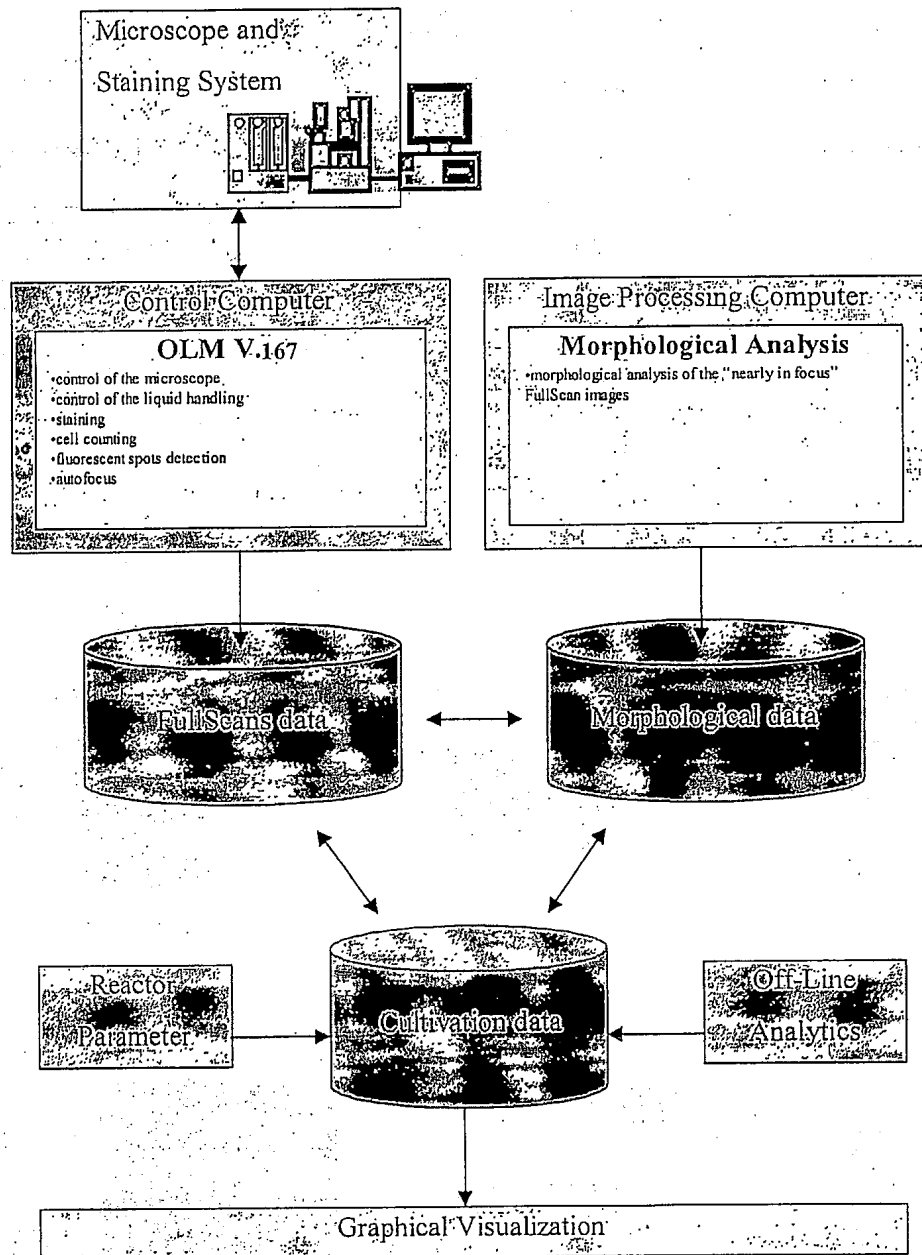 Microscope and
Staining System
Control Computer
OLM V.167
•control of the microscope
•control of the liquid handling
•staining
•cell counting
•fluorescent spots detection
•autofocus
Image Processing Computer
Morphological Analysis
•morphological analysis of the "nearly in focus"
FullScan images
FullScans data
Morphological data
Reactor
Parameter
Cultivation data
Off-Line
Analytics
Graphical Visualization